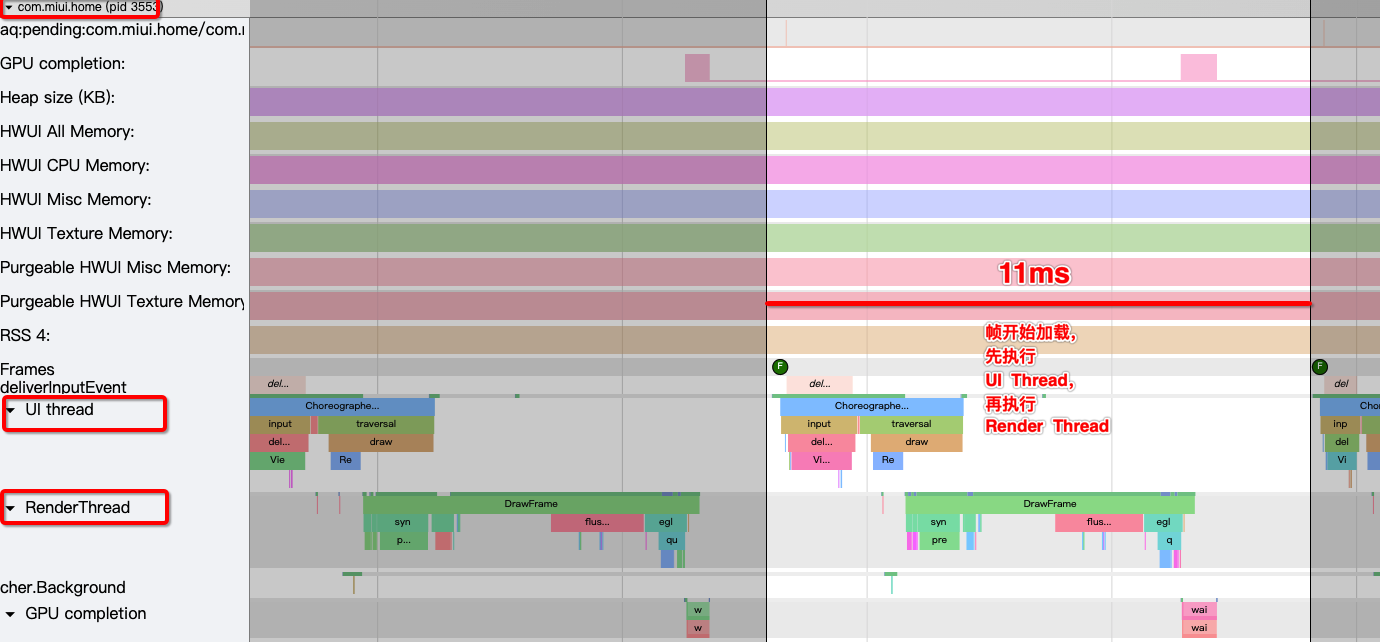 com.miui.home (pid 3553)
aq:pending:com.miui.home/com.
GPU completion:
Heap size (KB):
HWUI All Memory:
HWUI CPU Memory:
HWUI Misc Memory:
HWUI Texture Memory:
Purgeable HWUI Misc Memory:
11ms
Purgeable HWUI Texture Memory
RSS 4:
帧开始加载，
先执行
UI Thread，
再执行
Render Thread
Frames
F
F
deliverInputEvent
del...
del...
del
UI thread
Choreographe...
Choreographe...
Cho
input
traversal
input
traversal
inp
del...
draw
del...
draw
del
Vie
Re
Vi...
Re
Vi
RenderThread
DrawFrame
DrawFrame
syn
flus...
egl
syn
flus...
egl
p...
qu
pre
q
cher.Background
GPU completion
w
wai
w
wai